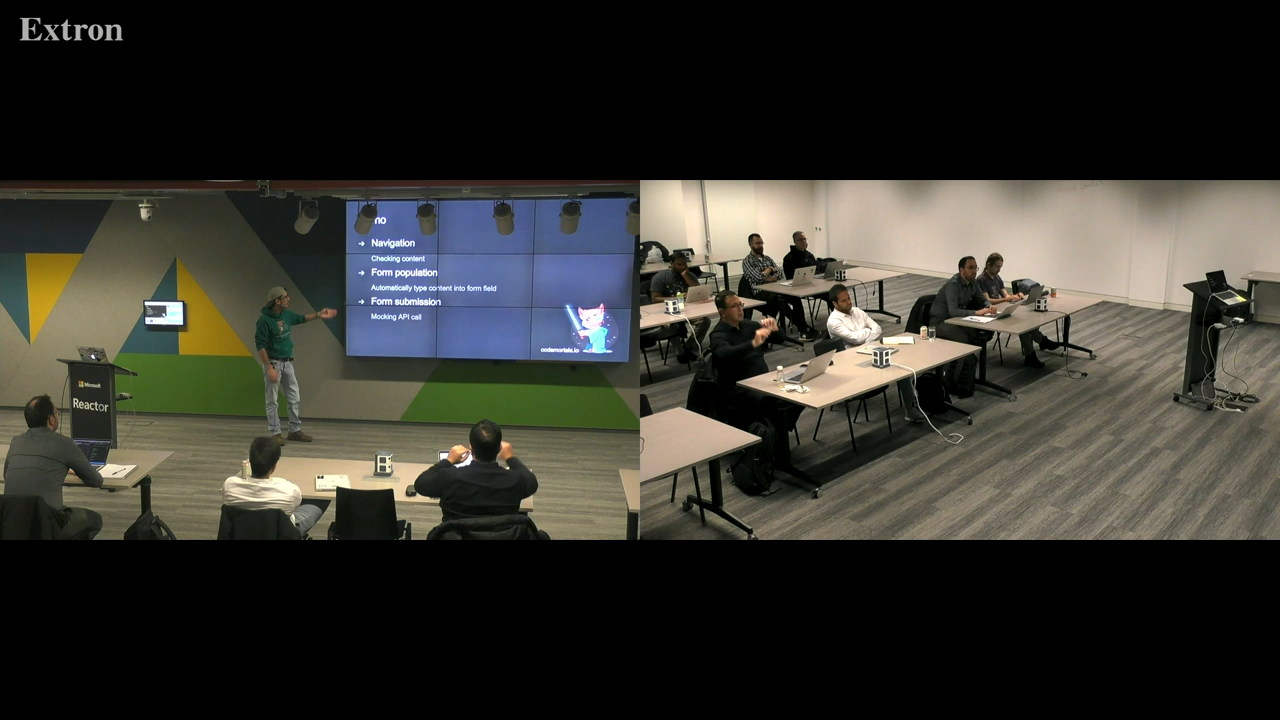 Extron
no
➔ Navigation
Checking content
➔ Form population
Automatically type content into form field
➔ Form submission
Mocking API call
codemortals.io
Microsoft
Reactor